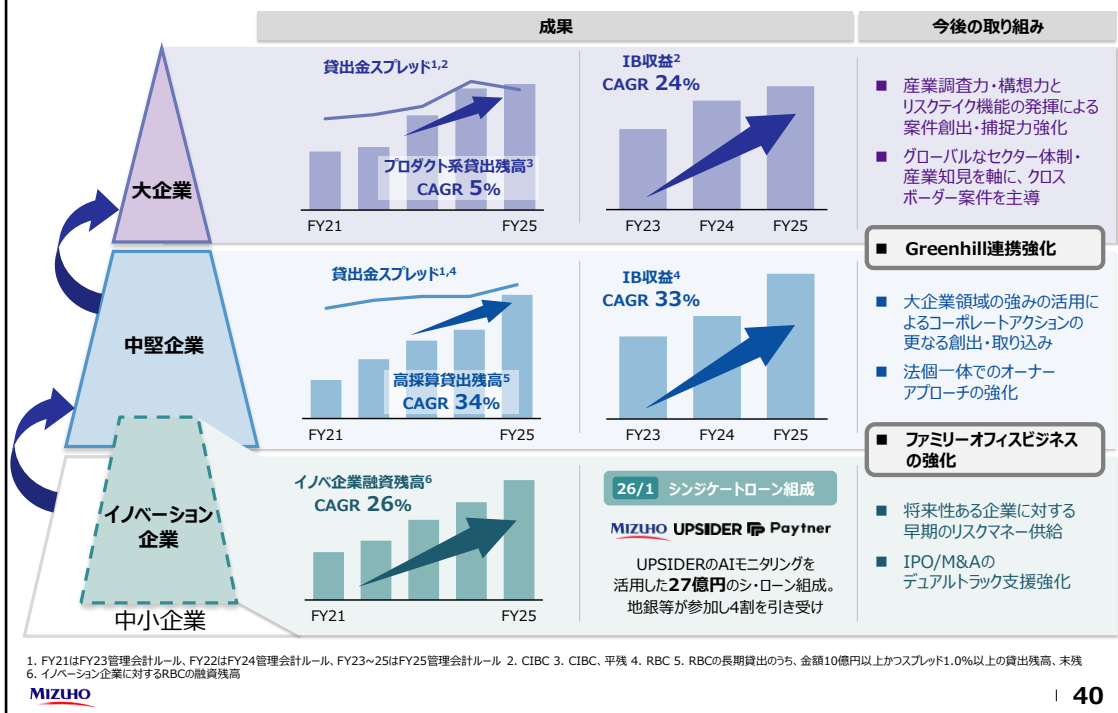 成果
今後の取り組み
大企業
貸出金スプレッド1,2
プロダクト系貸出残高3
CAGR 5%
FY21
FY25
IB収益2
CAGR 24%
FY23
FY24
FY25
■ 産業調査力・構想力と
リスクテイク機能の発揮による
案件創出・捕捉力強化
■ グローバルなセクター体制・
産業知見を軸に、クロス
ボーダー案件を主導
■ Greenhill連携強化
中堅企業
貸出金スプレッド1,4
高採算貸出残高5
CAGR 34%
FY21
FY25
IB収益4
CAGR 33%
FY23
FY24
FY25
■ 大企業領域の強みの活用に
よるコーポレートアクションの
更なる創出・取り込み
■ 法個一体でのオーナー
アプローチの強化
■ ファミリーオフィスビジネス
の強化
イノベーション
企業
中小企業
イノベ企業融資残高6
CAGR 26%
FY21
FY25
26/1 シンジケートローン組成
MIZUHO UPSIDER Paytner
UPSIDERのAIモニタリングを
活用した27億円のシ・ローン組成。
地銀等が参加し4割を引き受け
■ 将来性ある企業に対する
早期のリスクマネー供給
■ IPO/M&Aの
デュアルトラック支援強化
1. FY21はFY23管理会計ルール、FY22はFY24管理会計ルール、FY23~25はFY25管理会計ルール 2. CIBC 3. CIBC、平残 4. RBC 5. RBCの長期貸出のうち、金額10億円以上かつスプレッド1.0%以上の貸出残高、末残
6. イノベーション企業に対するRBCの融資残高
MIZUHO
40